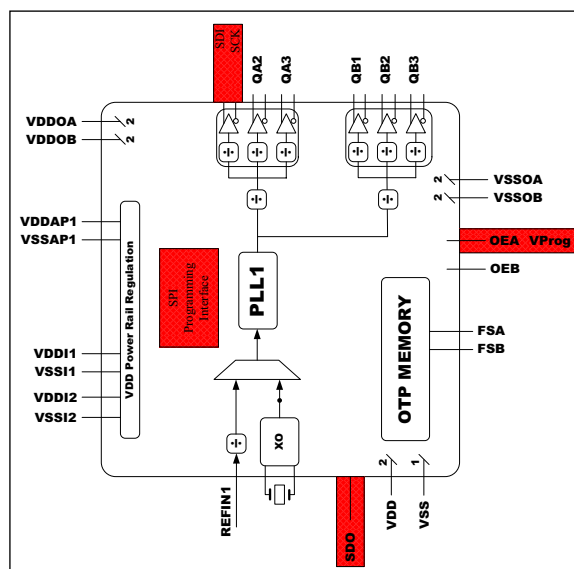 SDI
SCK
QA2
QA3
QB1
QB2
QB3
VDDOA
2
VDDOB
2
÷
÷
÷
÷
÷
÷
÷
÷
2
VSSOA
2
VSSOB
VDDAP1
VSSAP1
OEA VProg
OEB
VDD Power Rail Regulation
SPI
Programming
Interface
PLL1
OTP MEMORY
FSA
FSB
VDDI1
VSSI1
VDDI2
VSSI2
÷
XO
REFIN1
SDO
2
VDD
1
VSS